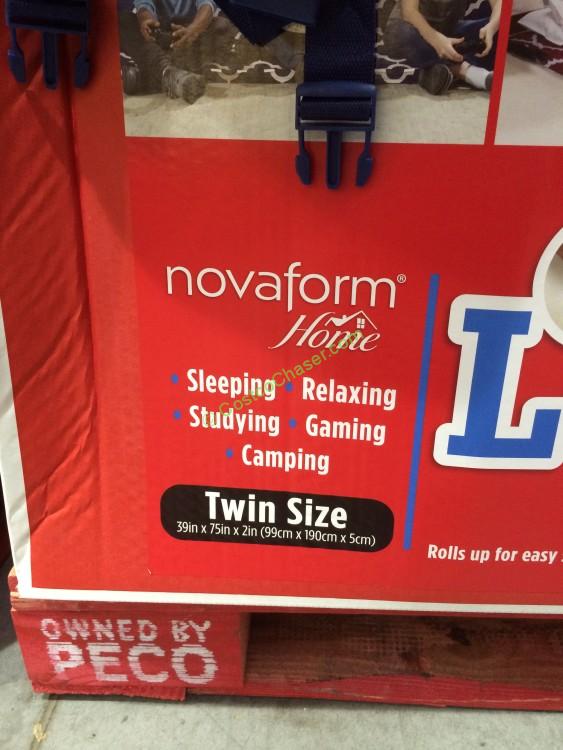 novaform®
Home
• Sleeping • Relaxing
• Studying • Gaming
• Camping
CostcoChaser.com
Twin Size
39in x 75in x 2in (99cm x 190cm x 5cm)
L
Rolls up for easy
OWNED BY
PECO